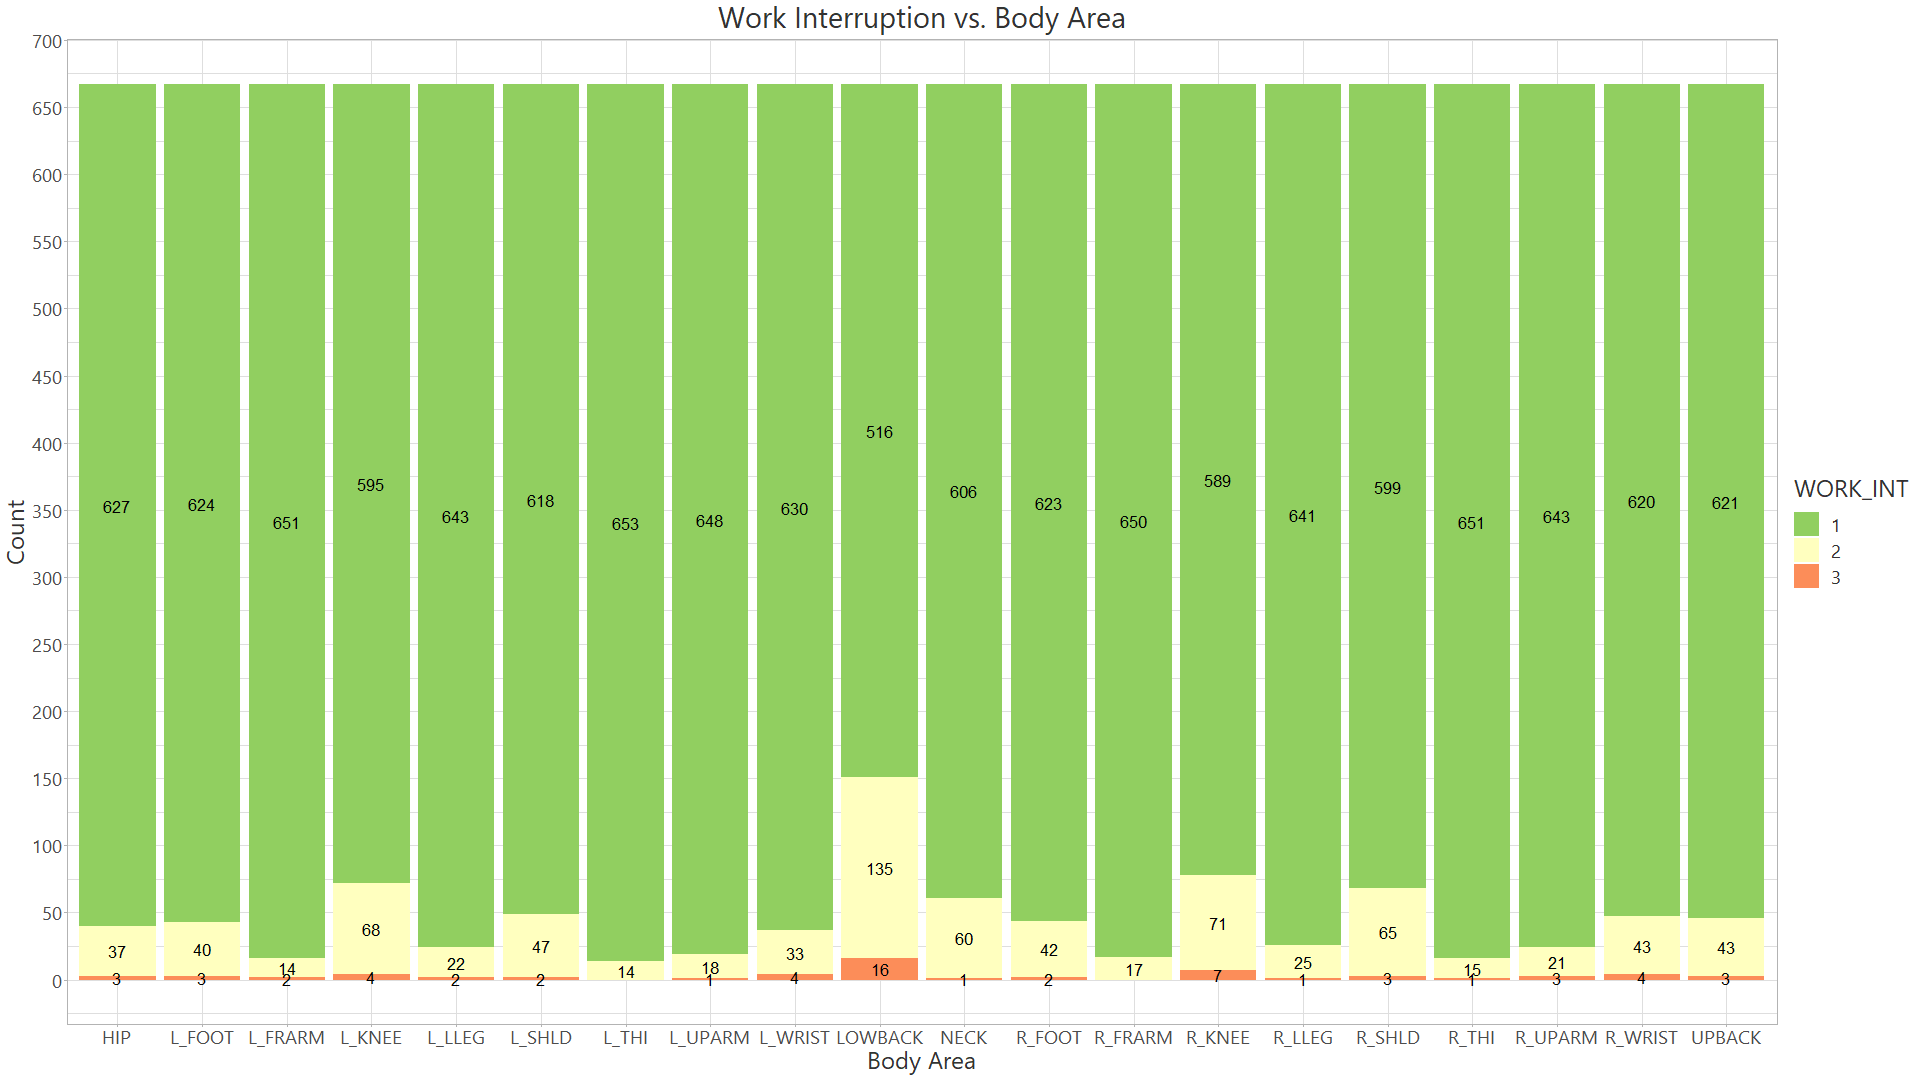 Work Interruption vs. Body Area
700
650
600
550
500
450
400
350
300
250
200
150
100
50
0
Count
627 624 651 595 643 618 653 648 630 516 606 623 650 589 641 599 651 643 620 621
37 40 14 68 22 47 14 18 33 135 60 42 17 71 25 65 15 21 43 43
3 3 2 4 2 2 1 4 16 1 2 7 1 3 1 3 4 3
HIP L_FOOT L_FRARM L_KNEE L_LLEG L_SHLD L_THI L_UPARM L_WRIST LOWBACK NECK R_FOOT R_FRARM R_KNEE R_LLEG R_SHLD R_THI R_UPARM R_WRIST UPBACK
Body Area
WORK_INT
1
2
3